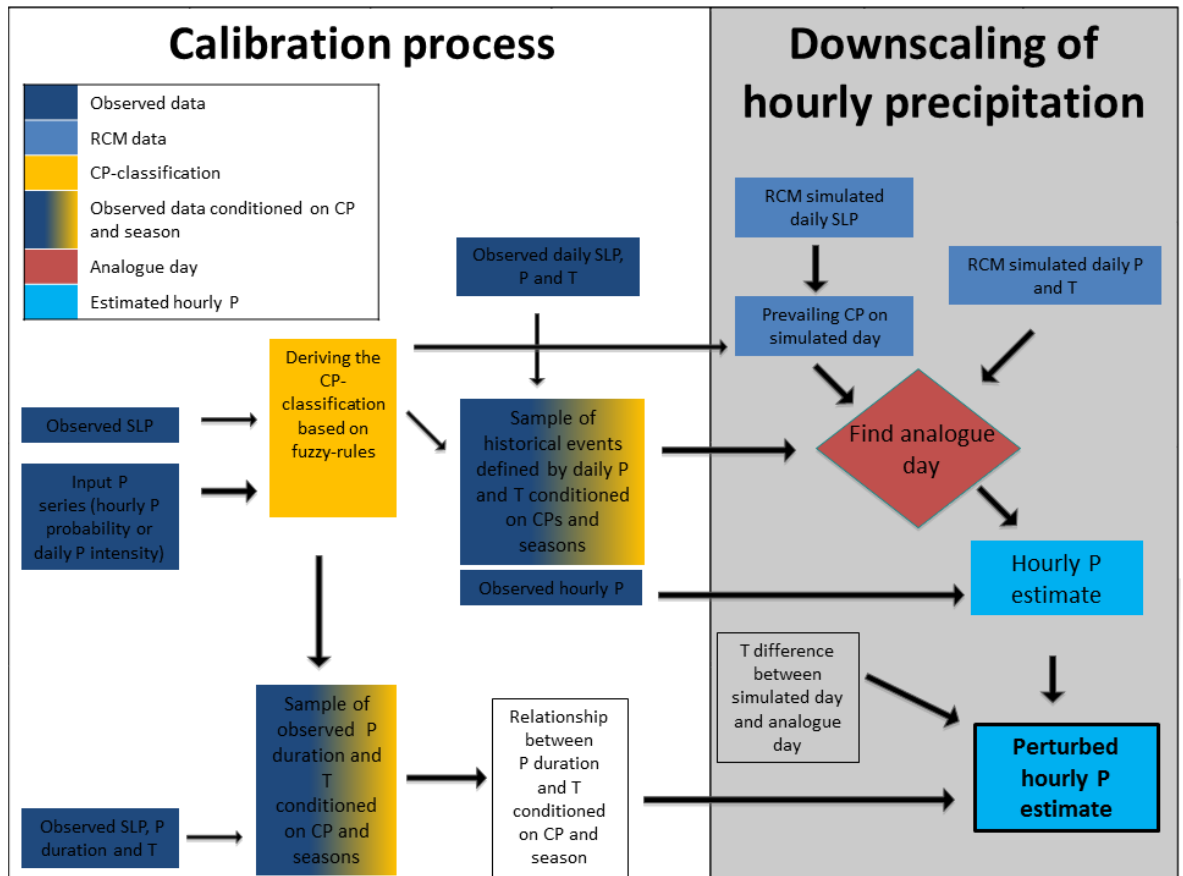 Calibration process
Downscaling of
hourly precipitation
Observed data
RCM data
CP-classification
Observed data conditioned on CP
and season
Analogue day
Estimated hourly P
RCM simulated
daily SLP
Observed daily SLP,
P and T
RCM simulated daily P
and T
Prevailing CP on
simulated day
Deriving the
CP-
classification
based on
fuzzy-rules
Observed SLP
Input P
series (hourly P
probability or
daily P intensity)
Sample of
historical events
defined by daily P
and T conditioned
on CPs and
seasons
Find analogue
day
Observed hourly P
Hourly P
estimate
T difference
between
simulated day
and analogue
day
Sample of
observed P
duration and
T
conditioned
on CP and
seasons
Relationship
between
P duration
and T
conditioned
on CP and
season
Perturbed
hourly P
estimate
Observed SLP, P
duration and T